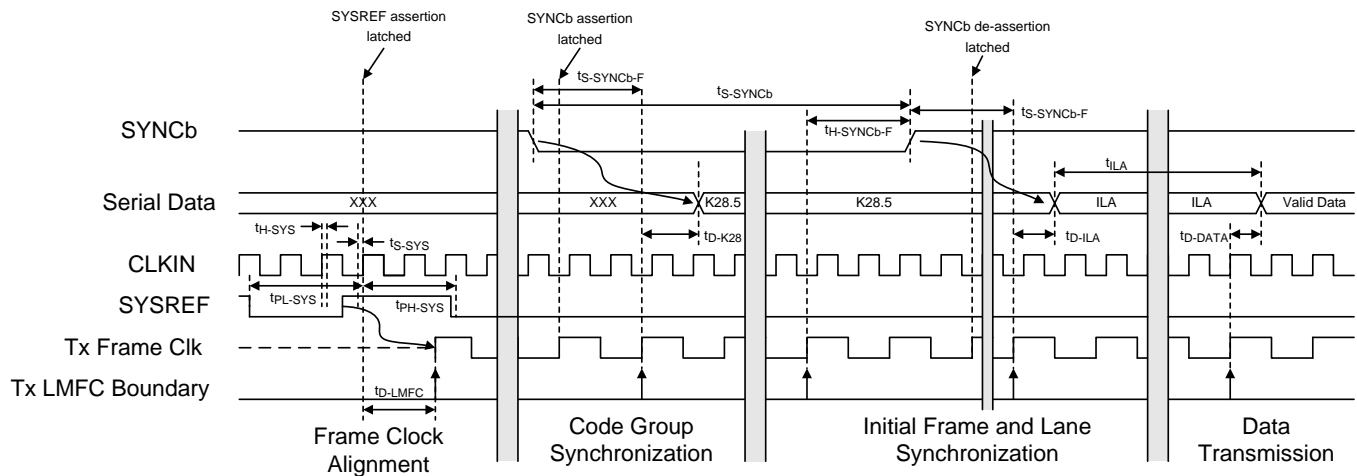 SYSREF assertion
latched
SYNCb assertion
latched
SYNCb de-assertion
latched
tS-SYNCb-F
tS-SYNCb
tS-SYNCb-F
SYNCb
tH-SYNCb-F
tILA
Serial Data
XXX
XXX
K28.5
K28.5
ILA
ILA
Valid Data
tH-SYS
tS-SYS
tD-K28
tD-ILA
tD-DATA
CLKIN
tPL-SYS
tPH-SYS
SYSREF
Tx Frame Clk
Tx LMFC Boundary
tD-LMFC
Frame Clock
Alignment
Code Group
Synchronization
Initial Frame and Lane
Synchronization
Data
Transmission